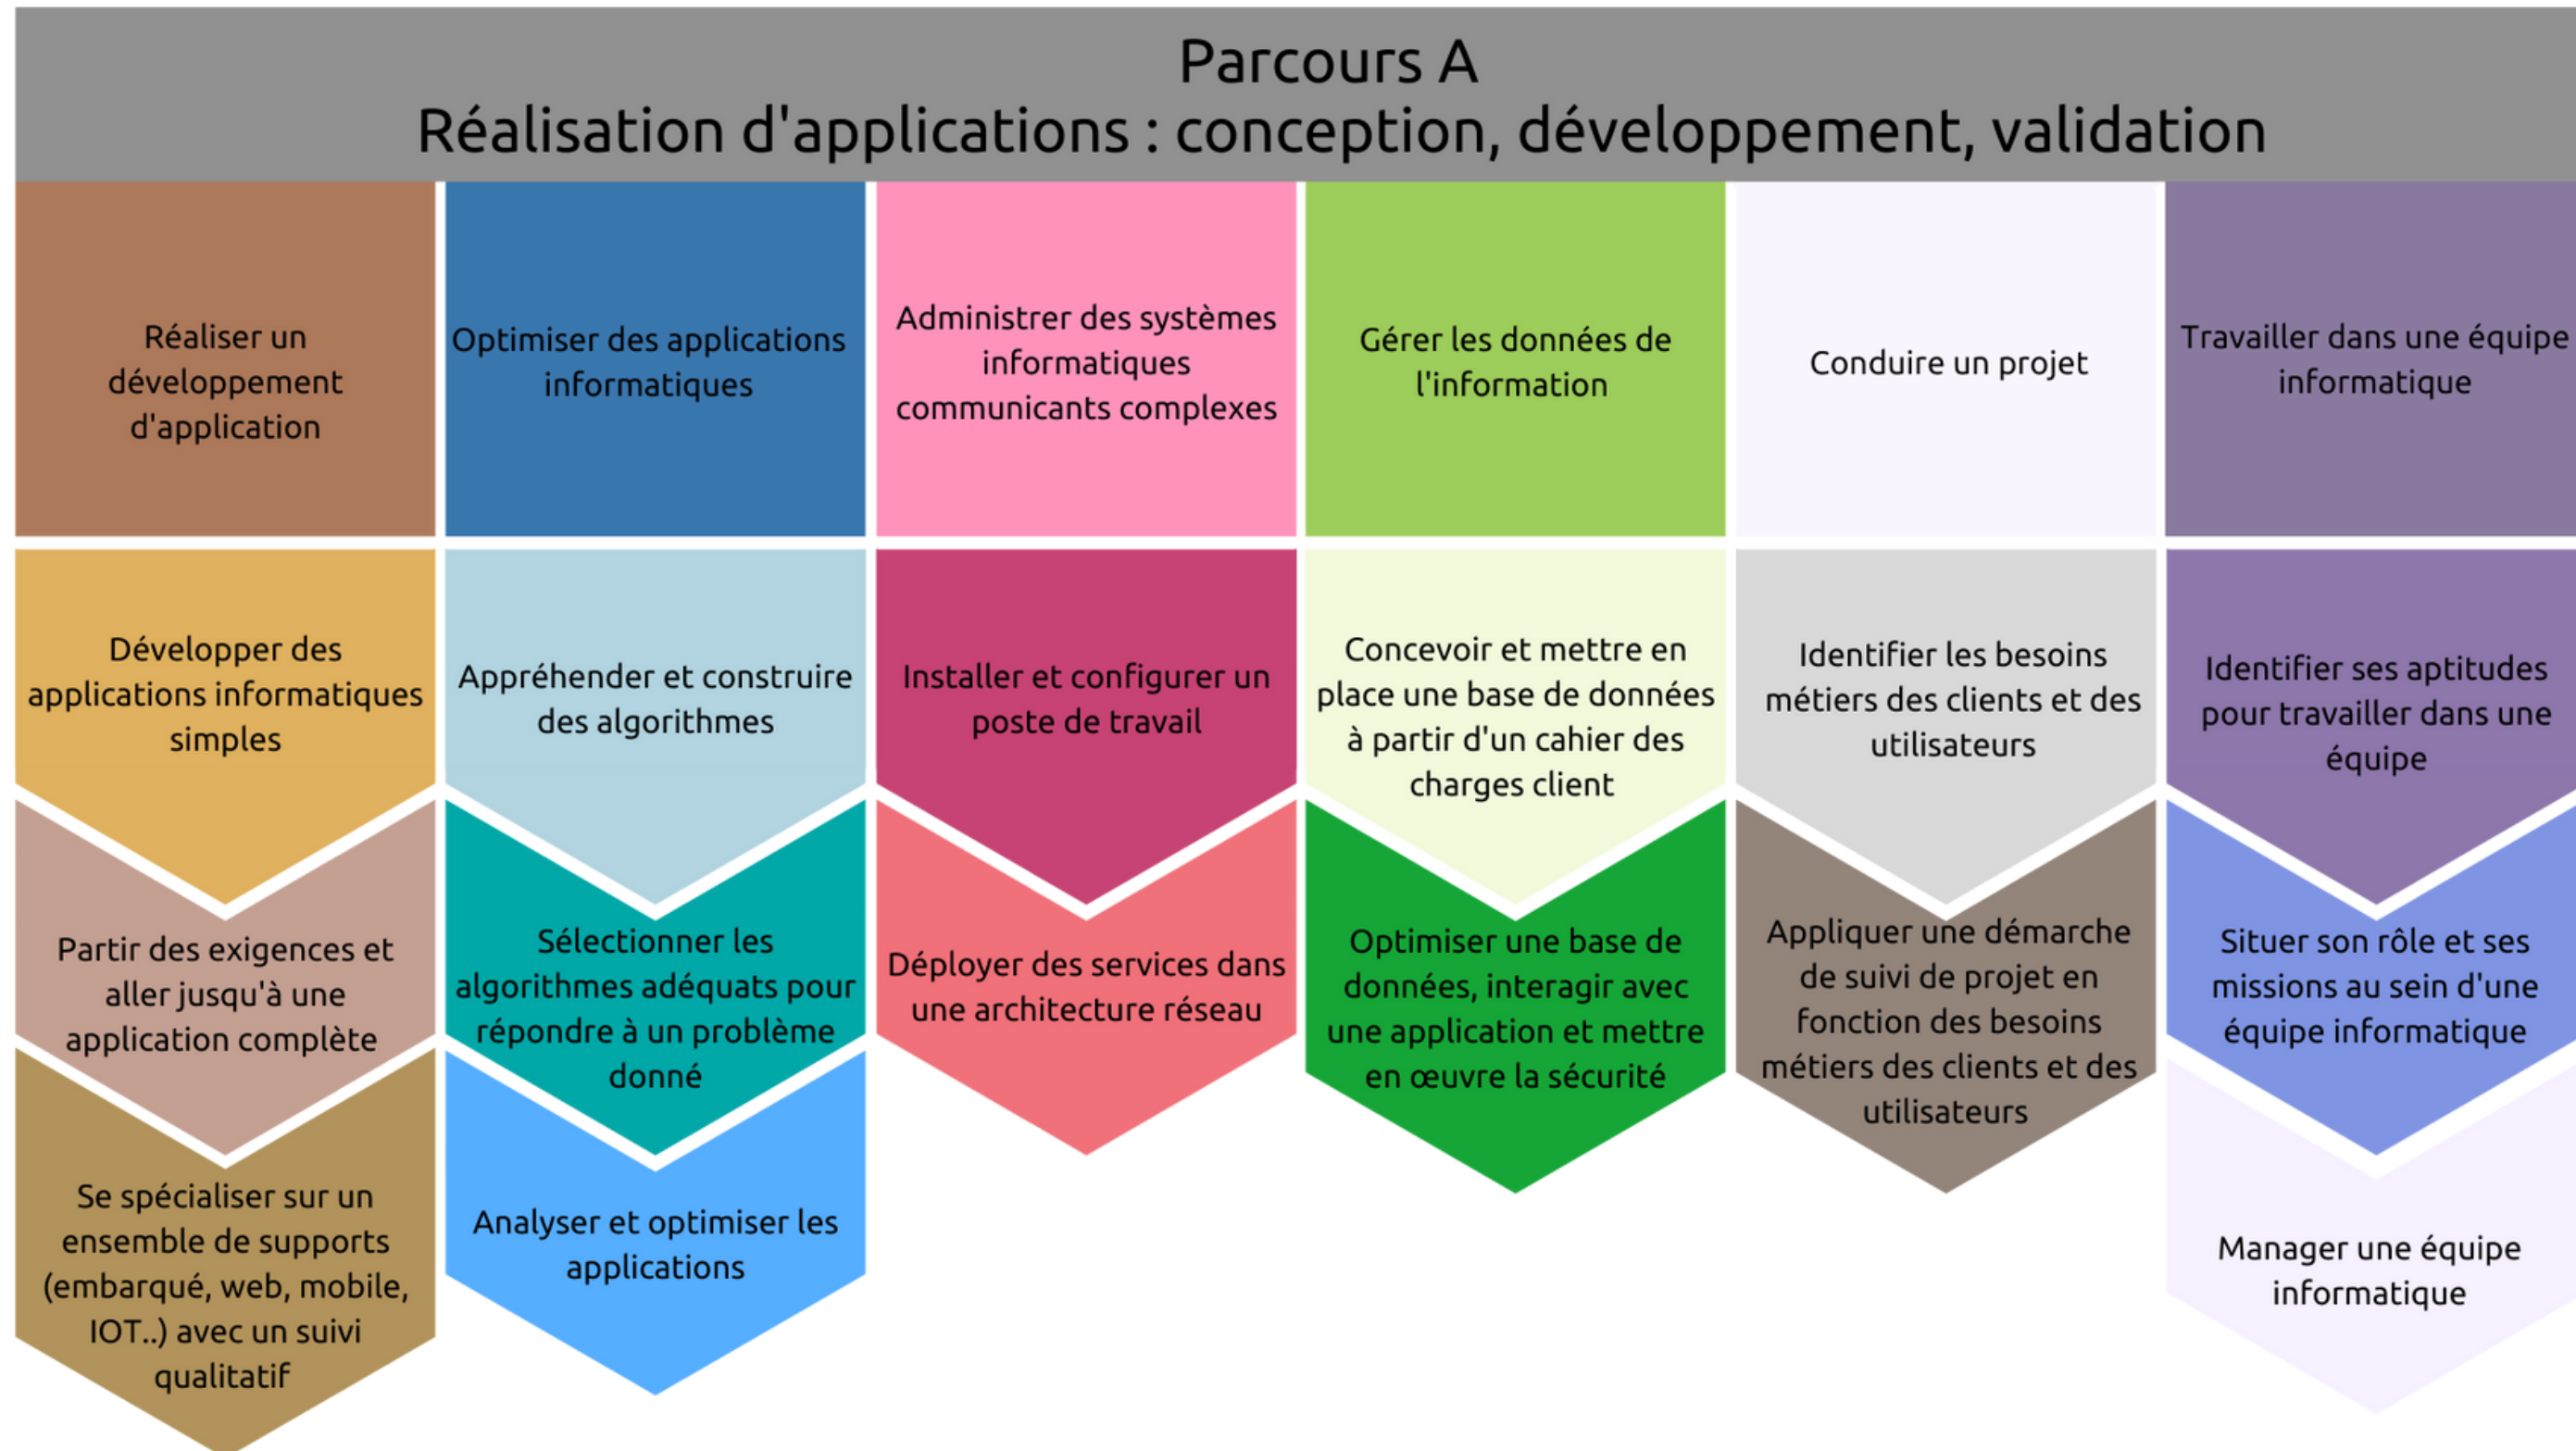 Parcours A
Réalisation d'applications : conception, développement, validation
Réaliser un
développement
d'application
Optimiser des applications
informatiques
Administrer des systèmes
informatiques
communicants complexes
Gérer les données de
l'information
Conduire un projet
Travailler dans une équipe
informatique
Développer des
applications informatiques
simples
Appréhender et construire
des algorithmes
Installer et configurer un
poste de travail
Concevoir et mettre en
place une base de données
à partir d'un cahier des
charges client
Identifier les besoins
métiers des clients et des
utilisateurs
Identifier ses aptitudes
pour travailler dans une
équipe
Partir des exigences et
aller jusqu'à une
application complète
Sélectionner les
algorithmes adéquats pour
répondre à un problème
donné
Déployer des services dans
une architecture réseau
Optimiser une base de
données, interagir avec
une application et mettre
en œuvre la sécurité
Appliquer une démarche
de suivi de projet en
fonction des besoins
métiers des clients et des
utilisateurs
Situer son rôle et ses
missions au sein d'une
équipe informatique
Se spécialiser sur un
ensemble de supports
(embarqué, web, mobile,
IOT..) avec un suivi
qualitatif
Analyser et optimiser les
applications
Manager une équipe
informatique